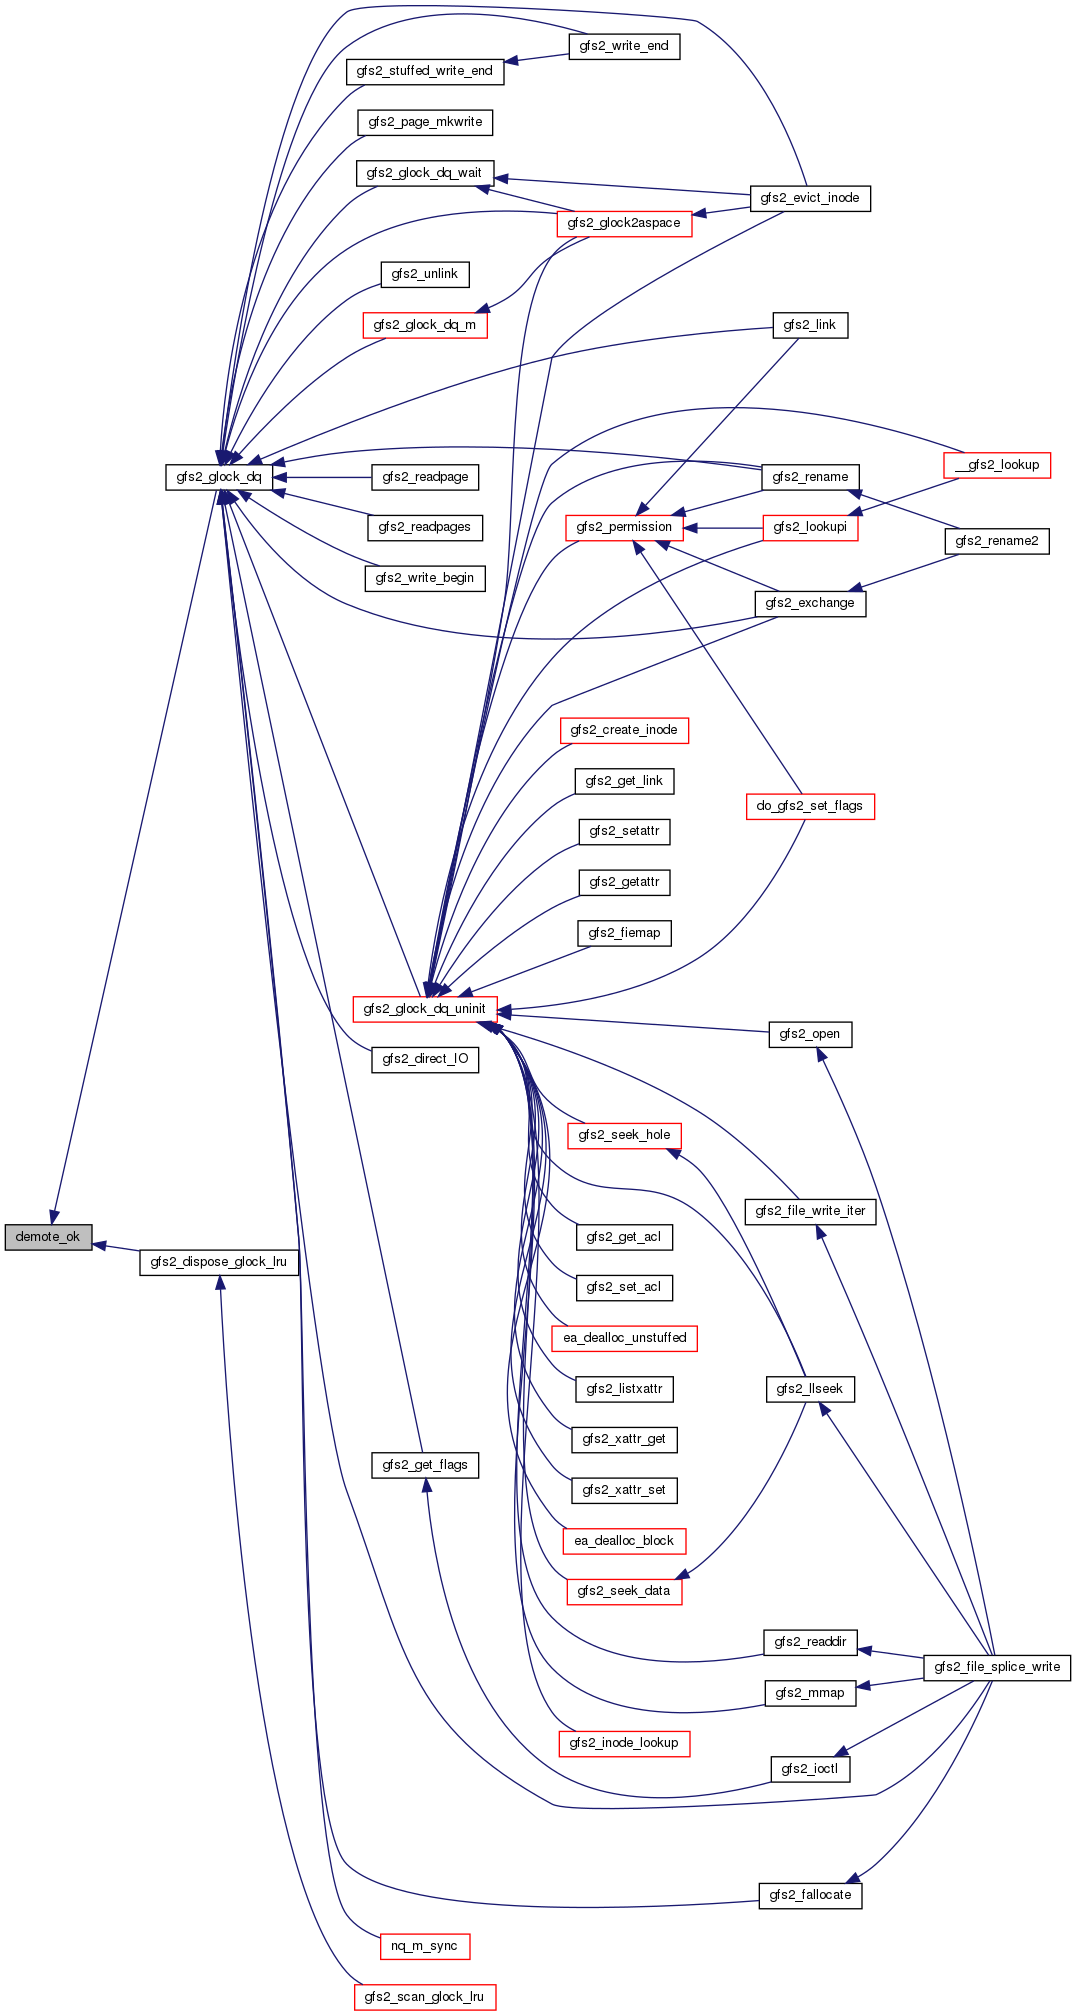 gfs2_write_end
gfs2_stuffed_write_end
gfs2_page_mkwrite
gfs2_glock_dq_wait
gfs2_evict_inode
gfs2_glock2aspace
gfs2_unlink
gfs2_glock_dq_m
gfs2_link
__gfs2_lookup
gfs2_glock_dq
gfs2_readpage
gfs2_rename
gfs2_readpages
gfs2_permission
gfs2_lookupi
gfs2_rename2
gfs2_write_begin
gfs2_exchange
gfs2_create_inode
gfs2_get_link
do_gfs2_set_flags
gfs2_setattr
gfs2_getattr
gfs2_fiemap
gfs2_glock_dq_uninit
gfs2_open
gfs2_direct_IO
gfs2_seek_hole
gfs2_file_write_iter
demote_ok
gfs2_get_acl
gfs2_dispose_glock_lru
gfs2_set_acl
ea_dealloc_unstuffed
gfs2_listxattr
gfs2_llseek
gfs2_xattr_get
gfs2_get_flags
gfs2_xattr_set
ea_dealloc_block
gfs2_seek_data
gfs2_readdir
gfs2_file_splice_write
gfs2_mmap
gfs2_inode_lookup
gfs2_ioctl
gfs2_fallocate
nq_m_sync
gfs2_scan_glock_lru